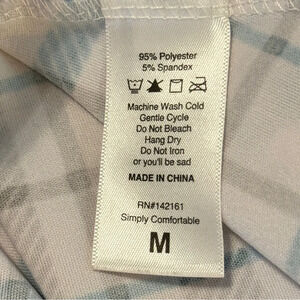 95% Polyester
5% Spandex
Machine Wash Cold
Gentle Cycle
Do Not Bleach
Hang Dry
Do Not Iron
or you'll be sad
MADE IN CHINA
RN#142161
Simply Comfortable
M